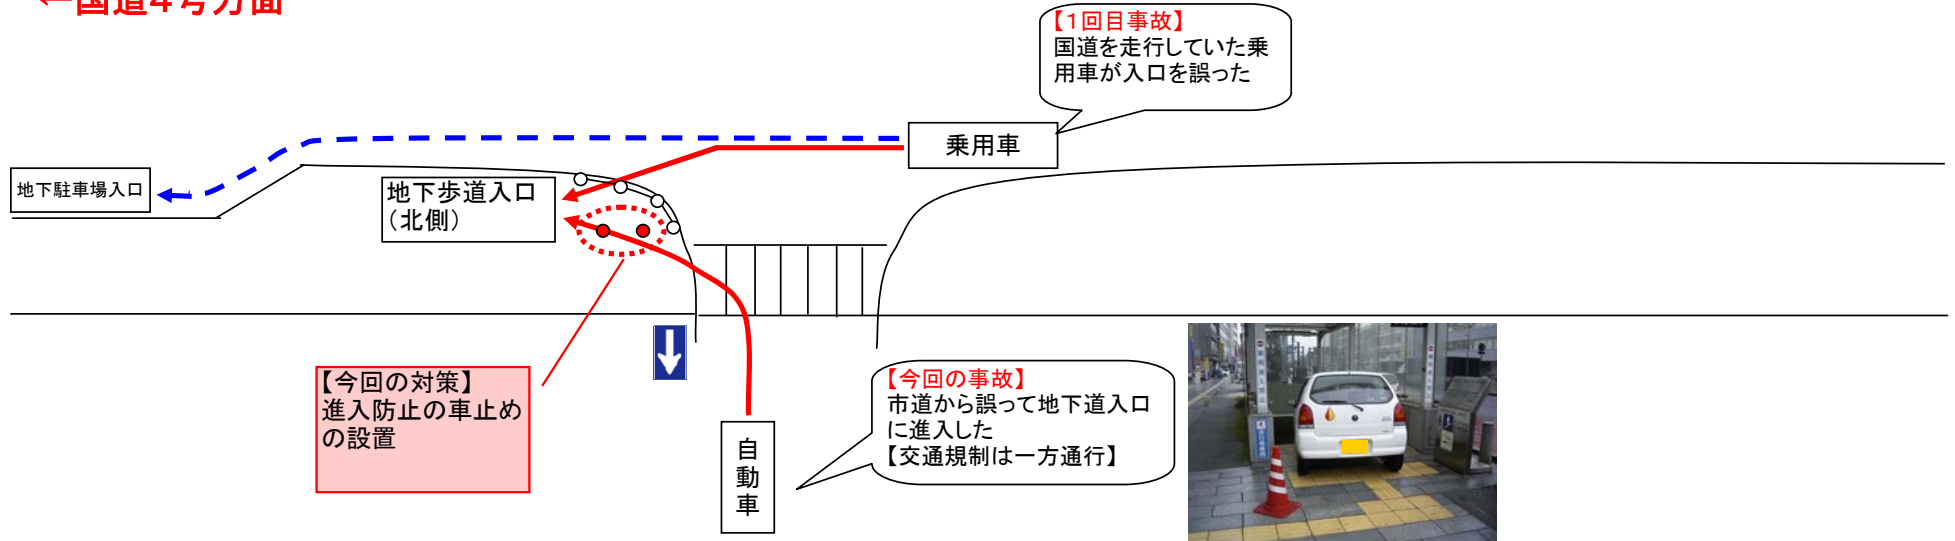 ←国道4号方面
【1回目事故】
国道を走行していた乗
用車が入口を誤った
乗用車
地下駐車場入口
地下歩道入口
(北側)
【今回の対策】
進入防止の車止め
の設置
【今回の事故】
市道から誤って地下道入口
に進入した
【交通規制は一方通行】
自
動
車